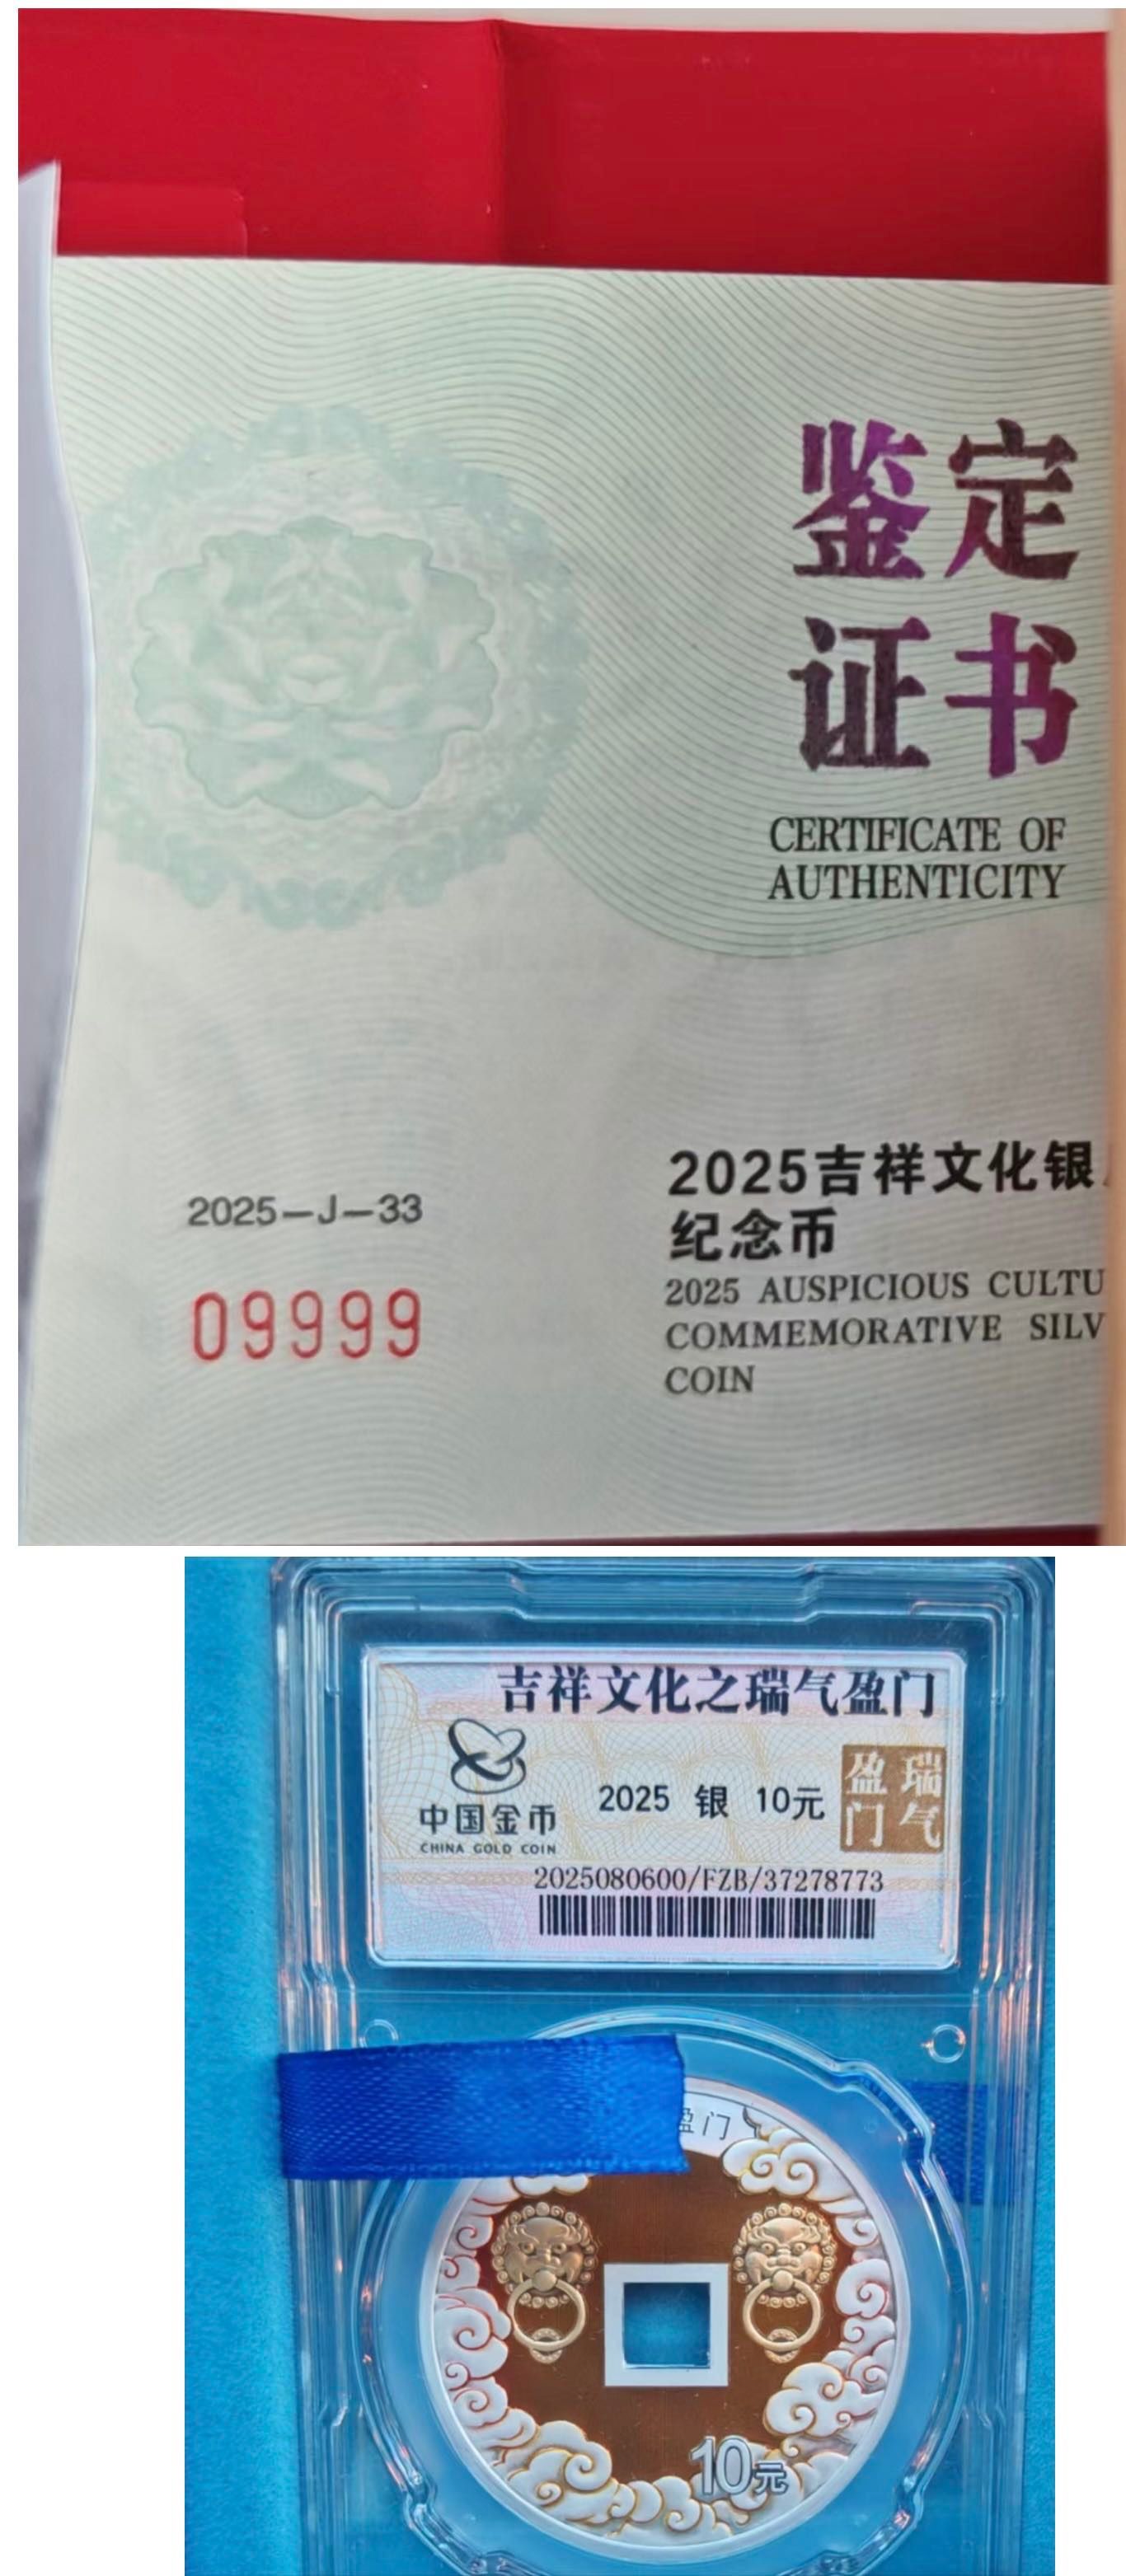 鉴定
证书
CERTIFICATE OF
AUTHENTICITY
2025吉祥文化银
纪念币
2025 AUSPICIOUS CULTU
COMMEMORATIVE SILV
COIN
2025-J-33
09999
吉祥文化之瑞气盈门
中国金币
CHINA GOLD COIN
2025 银 10元
盈瑞
门气
2025080600/FZB/37278773
盈门
10元